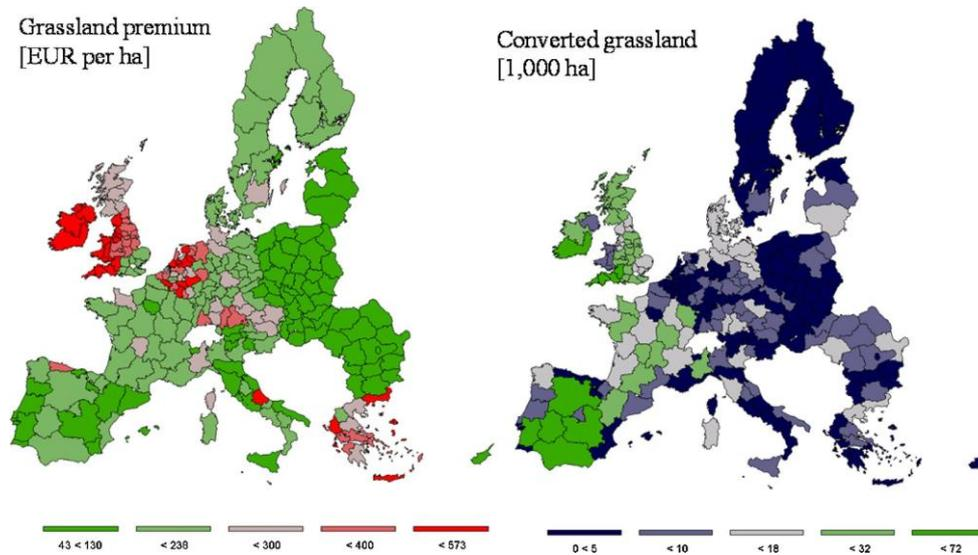 Grassland premium
[EUR per ha]
Converted grassland
[1,000 ha]
43 < 130
< 238
< 300
< 400
< 573
0 < 5
< 10
< 18
< 32
< 72